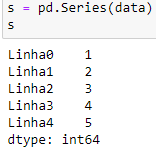 s = pd.Series(data)
s
Linha0    1
Linha1    2
Linha2    3
Linha3    4
Linha4    5
dtype: int64